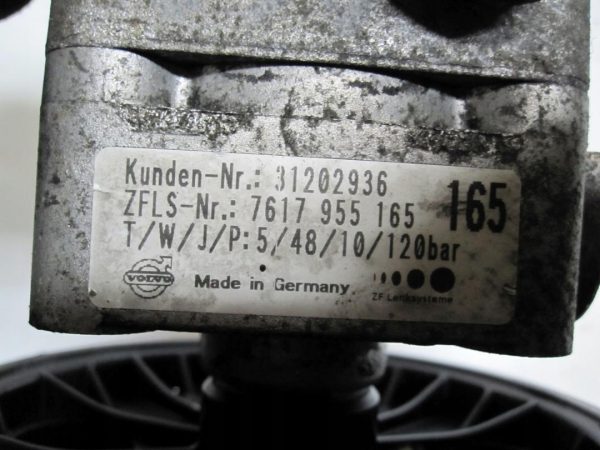 Kunden-Nr.: 31202936
ZFLS-Nr.: 7617 955 165 165
T/W/J/P: 5/48/10/120bar
VOLVO Made in Germany
ZF Lenksysteme